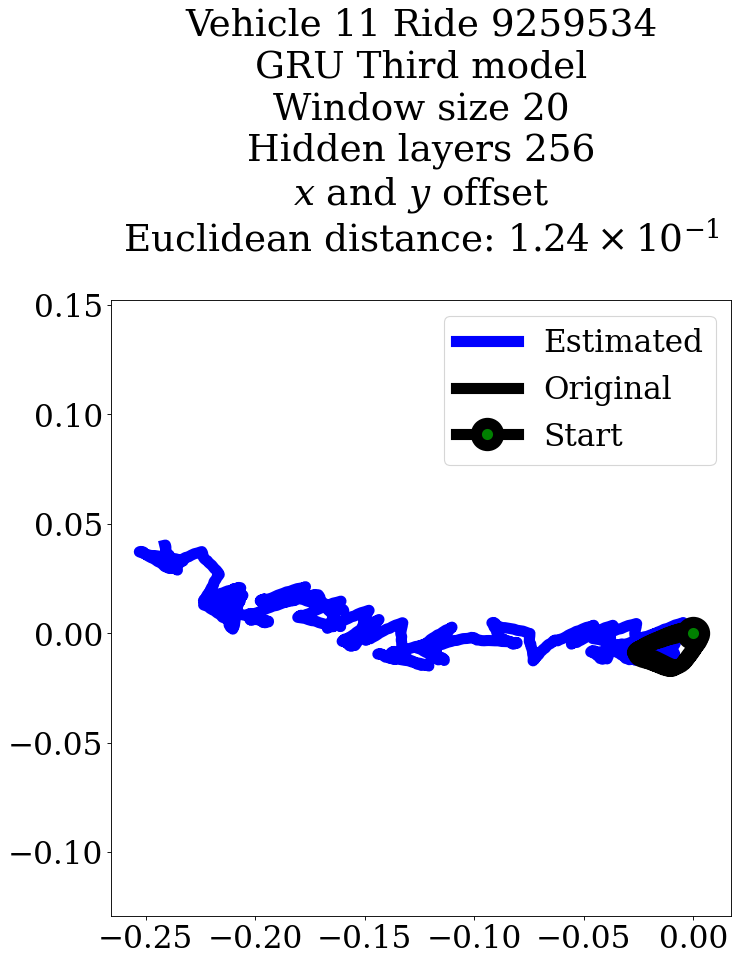 Vehicle 11 Ride 9259534
GRU Third model
Window size 20
Hidden layers 256
x and y offset
Euclidean distance: 1.24 × 10⁻¹
0.15
Estimated
Original
0.10
Start
0.05
0.00
−0.05
−0.10
−0.25 −0.20 −0.15 −0.10 −0.05 0.00